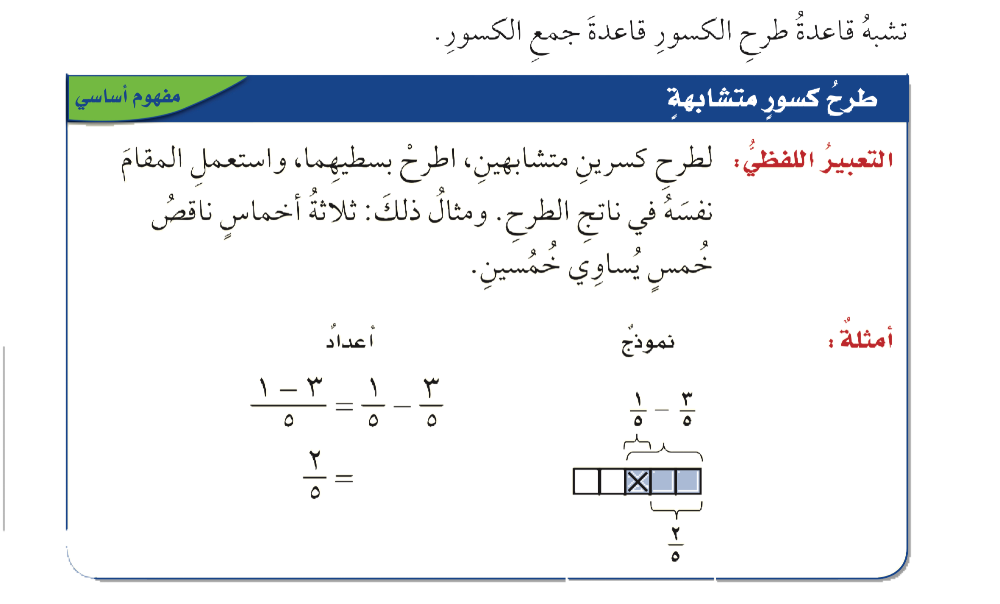 تشبهُ قاعدةُ طرحِ الكسورِ قاعدةَ جمعِ الكسورِ.
طرحُ كسورٍ متشابهةٍ
مفهوم أساسي
التعبيرُ اللفظيُّ: لطرحِ كسرينِ متشابهينِ، اطرحْ بسطيهِما، واستعملِ المقامَ
نفسَهُ في ناتجِ الطرحِ. ومثالُ ذلكَ: ثلاثةُ أخماسٍ ناقصُ
خُمسٍ يُساوِي خُمُسينِ.
أمثلةٌ: نموذجٌ أعدادٌ
٣/٥ − ١/٥
٢/٥
٣/٥ − ١/٥ = (٣ − ١)/٥
= ٢/٥